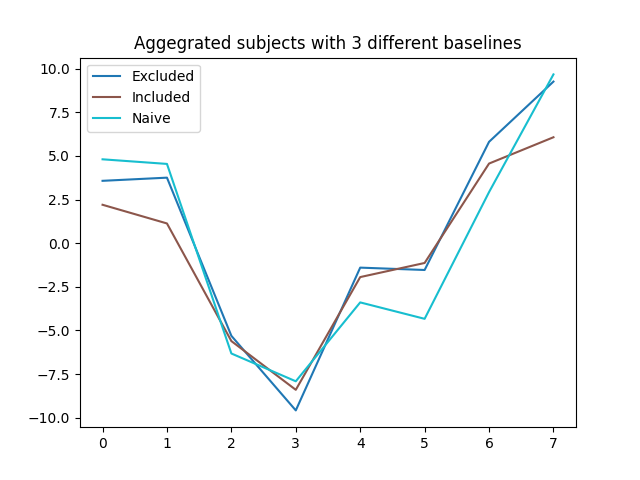 Aggegrated subjects with 3 different baselines
Excluded
Included
Naive
10.0
7.5
5.0
2.5
0.0
−2.5
−5.0
−7.5
−10.0
0 1 2 3 4 5 6 7